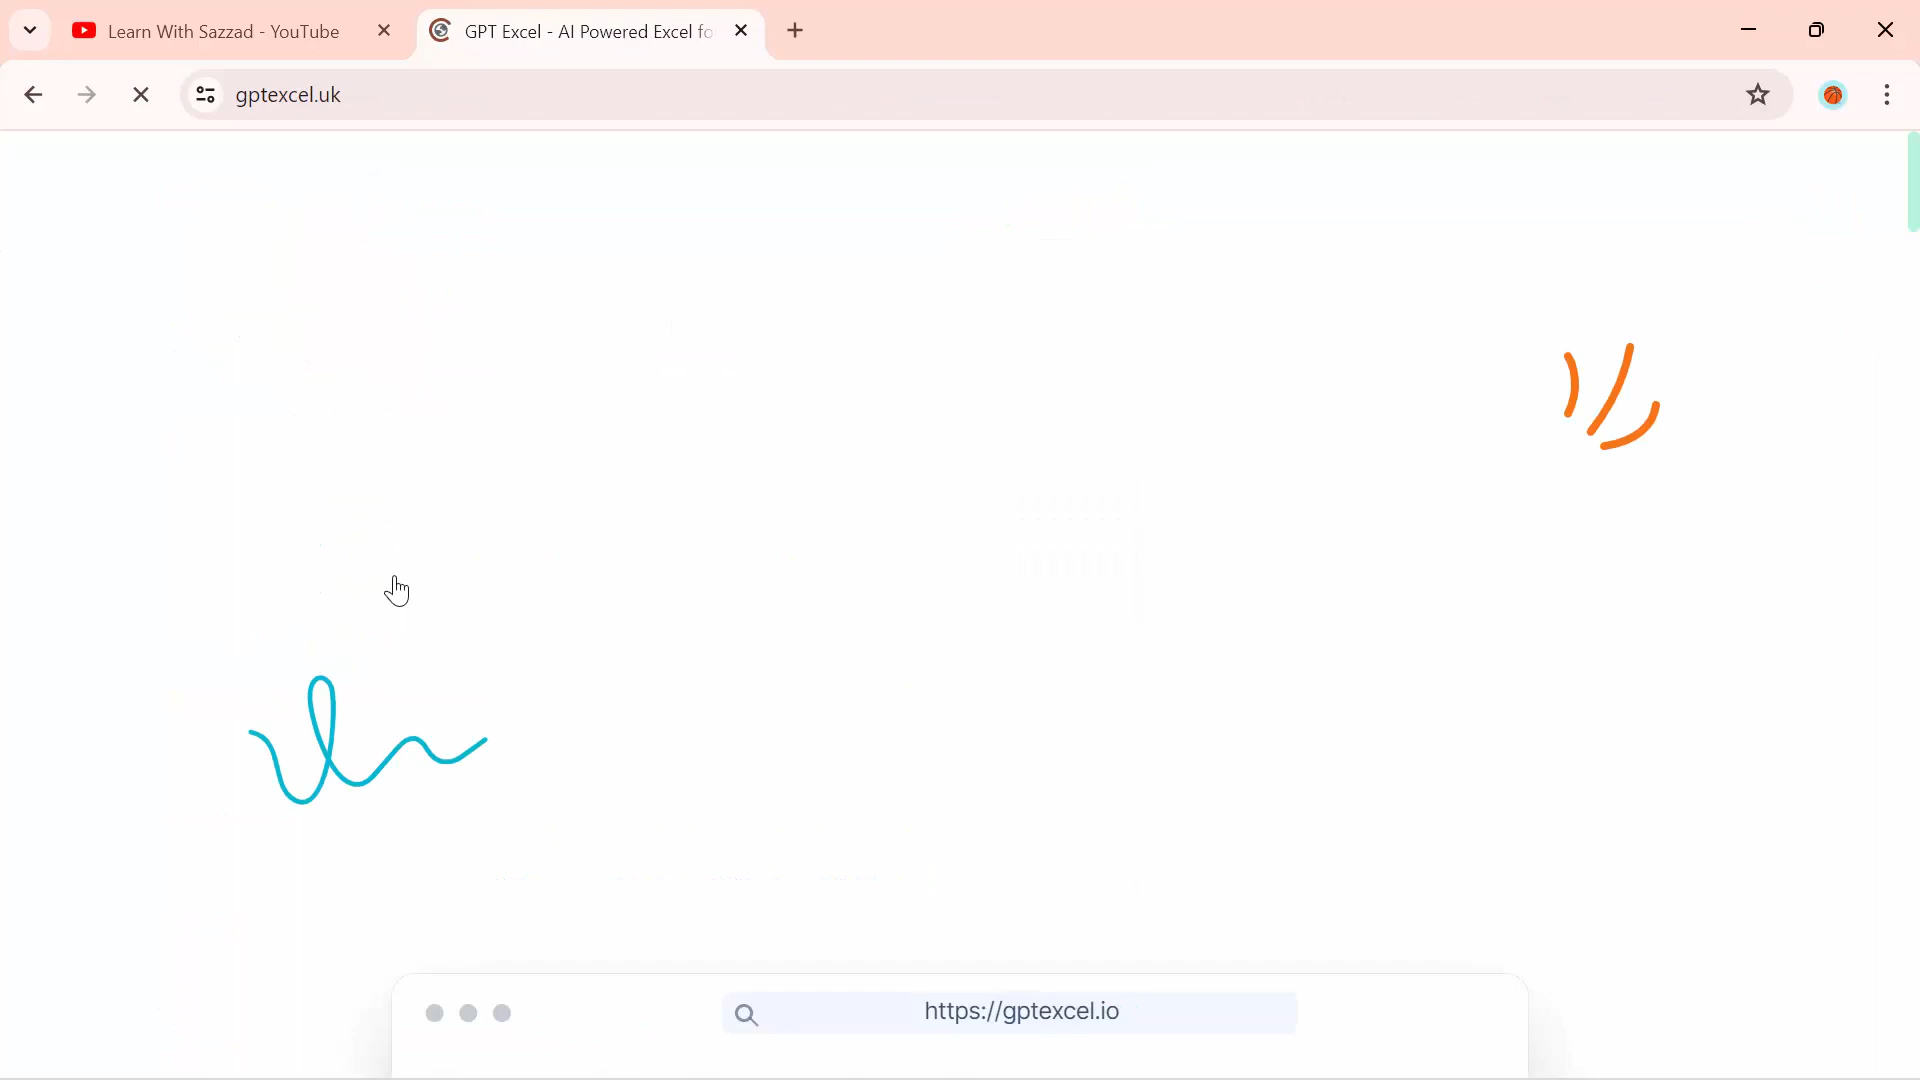 Learn With Sazzad - YouTube
GPT Excel - AI Powered Excel fo
gptexcel.uk
https://gptexcel.io